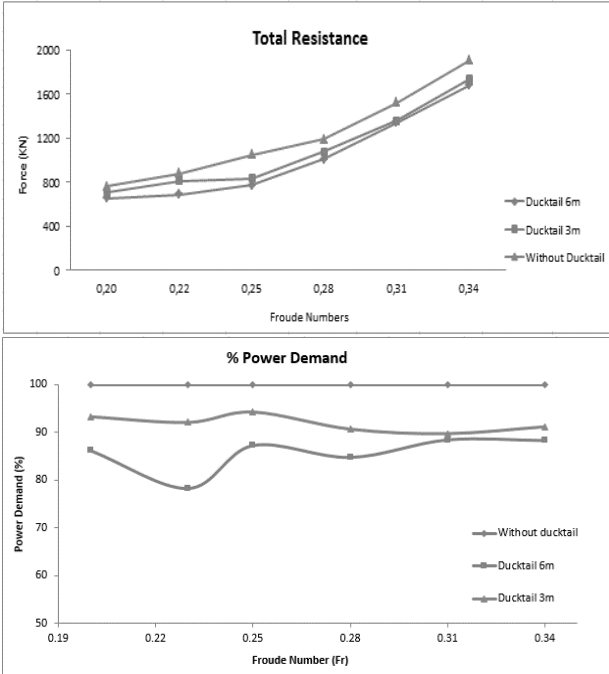 Total Resistance
2000
1600
1200
800
400
0
Force (KN)
0,20 0,22 0,25 0,28 0,31 0,34
Froude Numbers
Ducktail 6m
Ducktail 3m
Without Ducktail
% Power Demand
100
90
80
70
60
50
Power Demand (%)
0.19 0.22 0.25 0.28 0.31 0.34
Froude Number (Fr)
Without ducktail
Ducktail 6m
Ducktail 3m